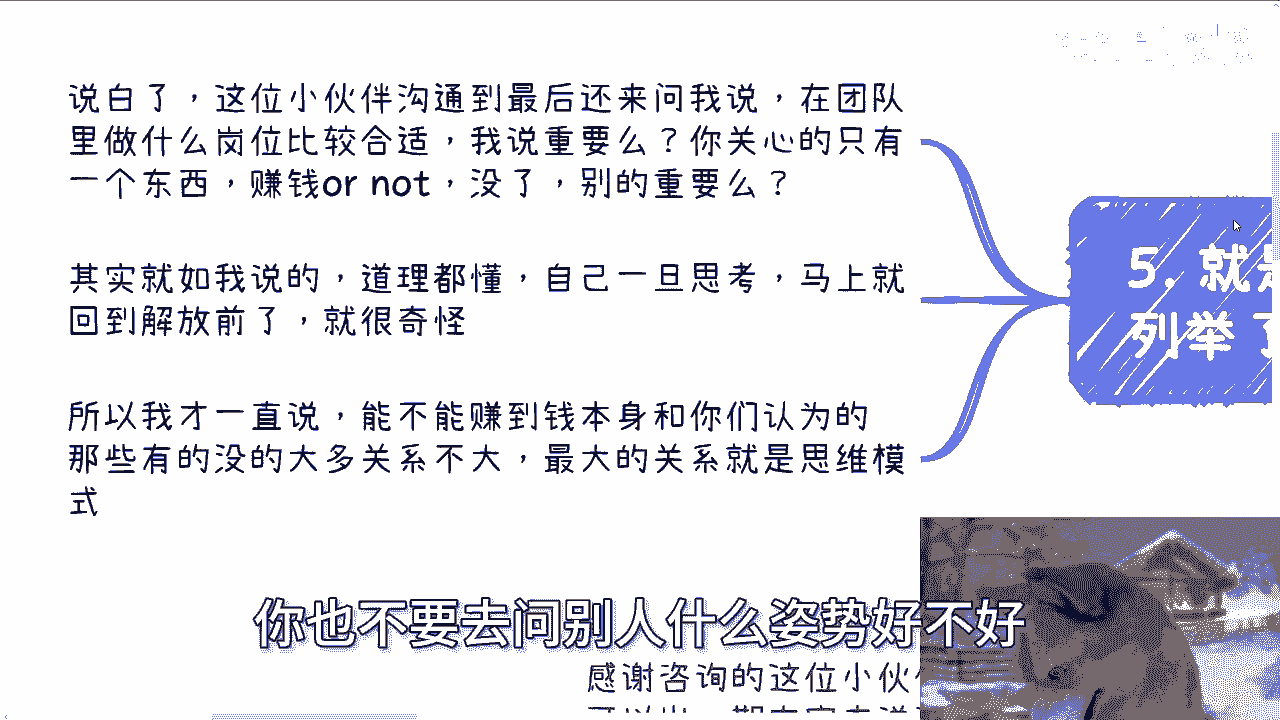 说白了，这位小伙伴沟通到最后还来问我说，在团队
里做什么岗位比较合适，我说重要么？你关心的只有
一个东西，赚钱or not，没了，别的重要么？
其实就如我说的，道理都懂，自己一旦思考，马上就
回到解放前了，就很奇怪
所以我才一直说，能不能赚到钱本身和你们认为的
那些有的没的大多关系不大，最大的关系就是思维模
式
5. 就是
列举了
你也不要去问别人什么姿势好不好
感谢咨询的这位小伙